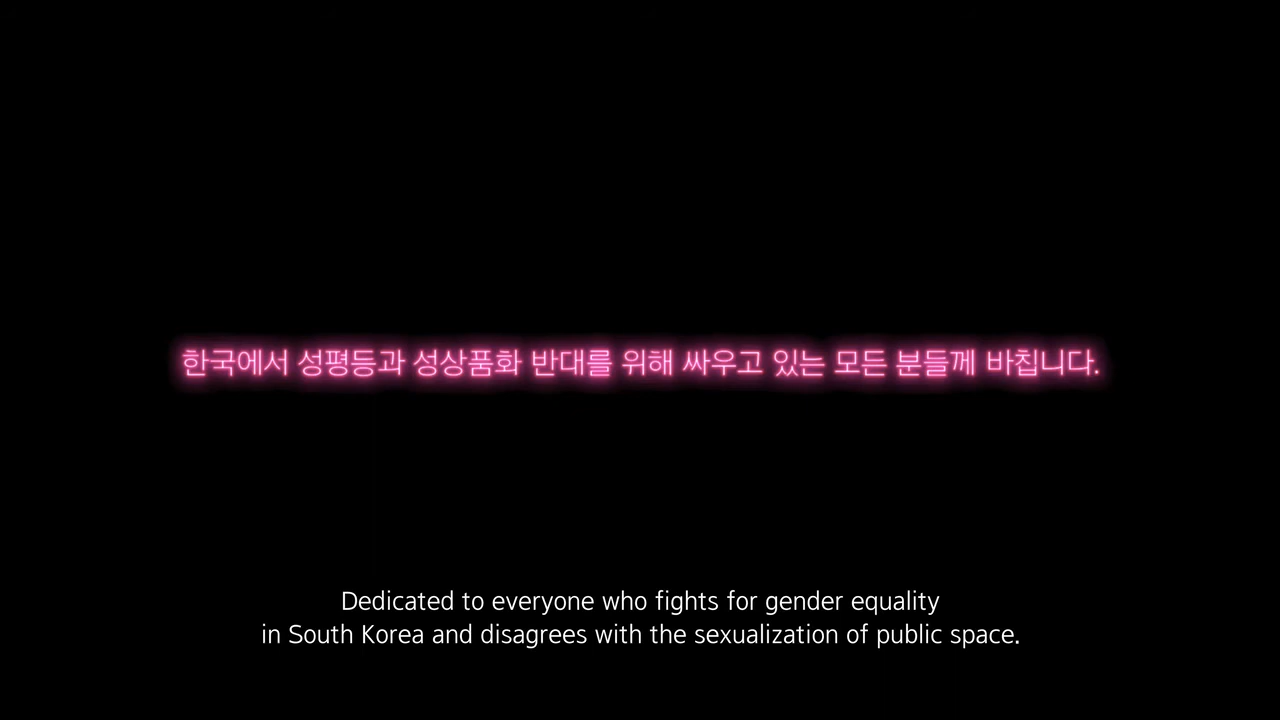 한국에서 성평등과 성상품화 반대를 위해 싸우고 있는 모든 분들께 바칩니다.
Dedicated to everyone who fights for gender equality
in South Korea and disagrees with the sexualization of public space.